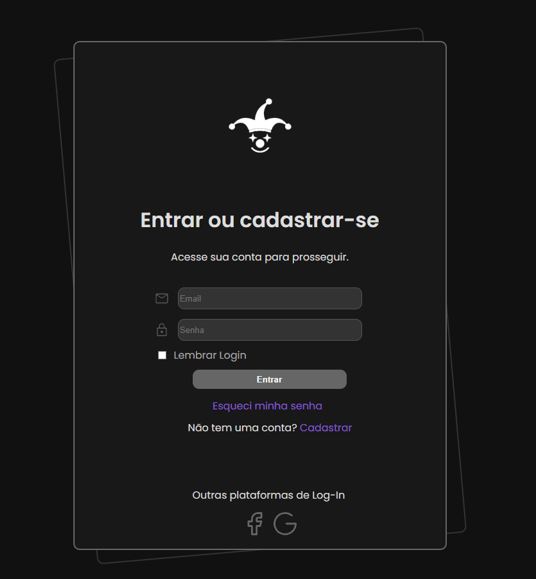 Entrar ou cadastrar-se
Acesse sua conta para prosseguir.
Email
Senha
Lembrar Login
Entrar
Esqueci minha senha
Não tem uma conta? Cadastrar
Outras plataformas de Log-In